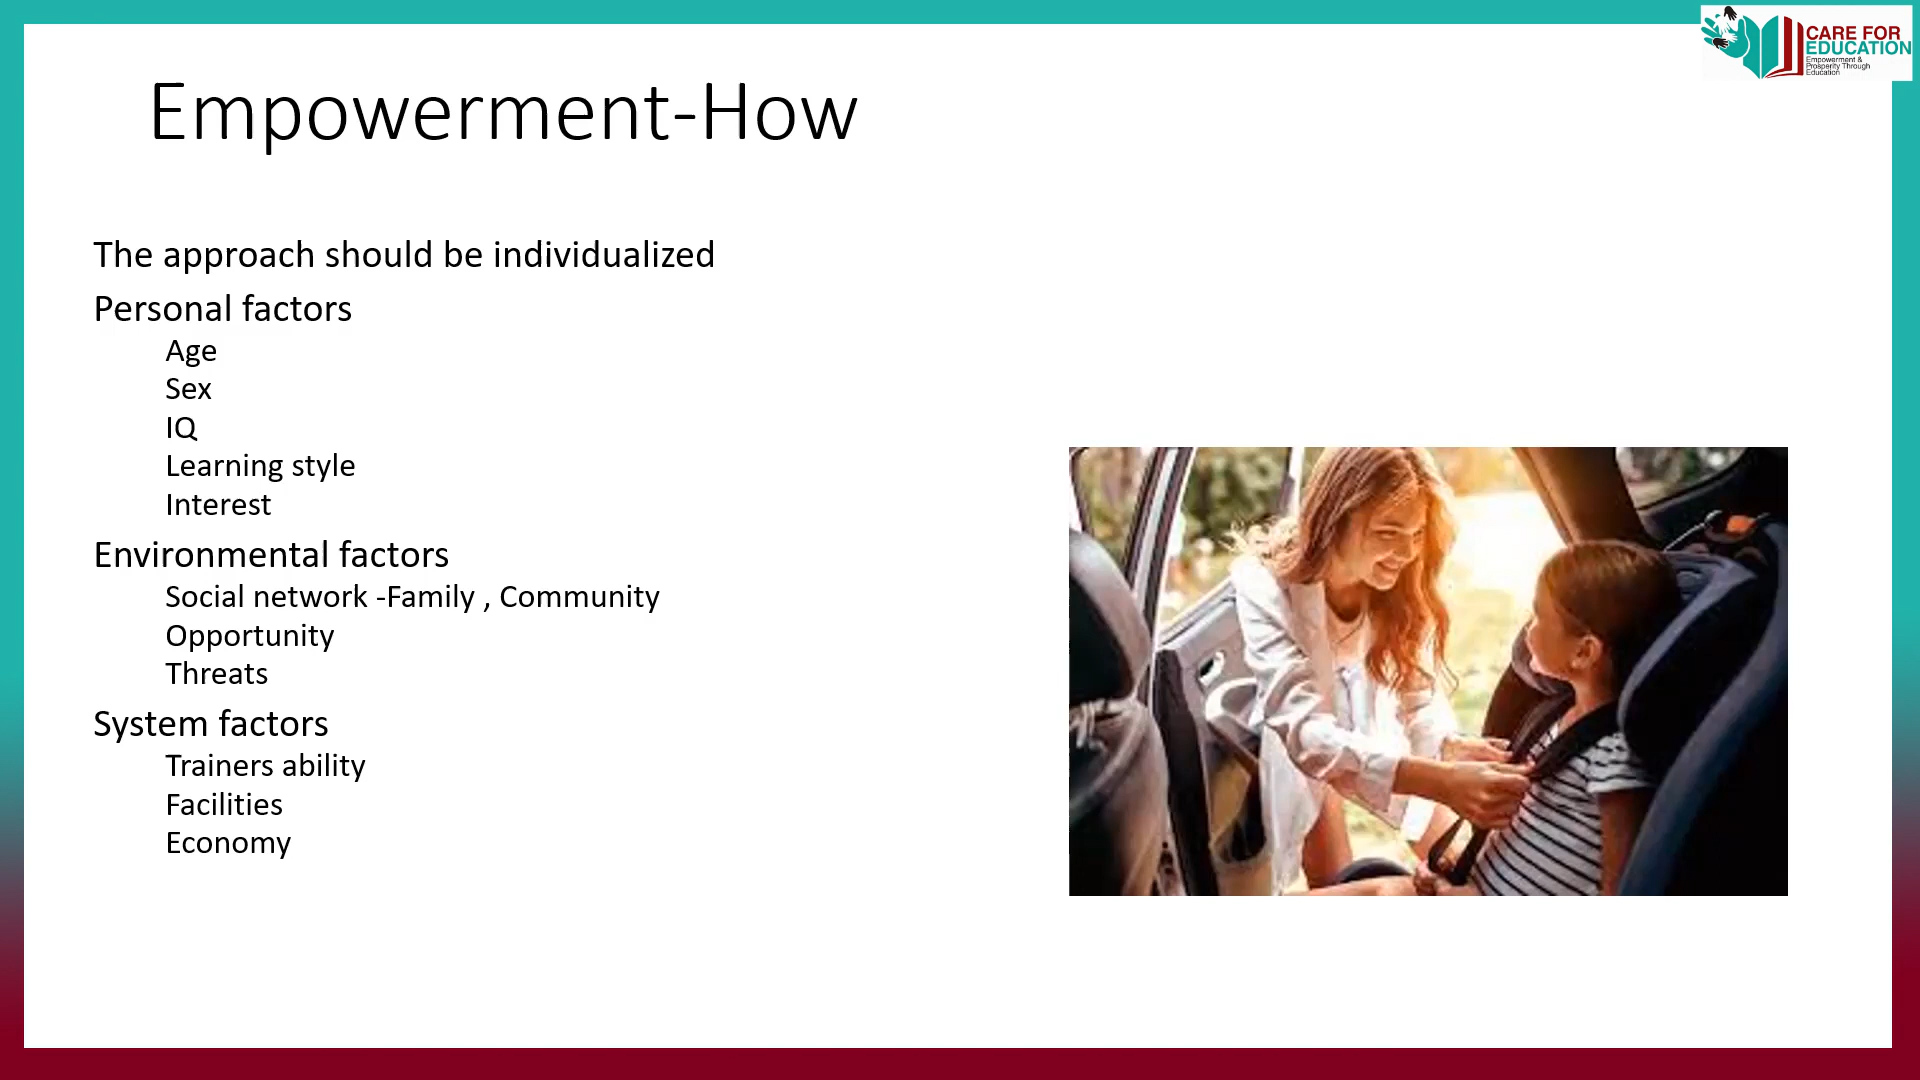 CARE FOR
EDUCATION
Empowerment &
Prosperity Through
Education
Empowerment-How
The approach should be individualized
Personal factors
Age
Sex
IQ
Learning style
Interest
Environmental factors
Social network -Family , Community
Opportunity
Threats
System factors
Trainers ability
Facilities
Economy